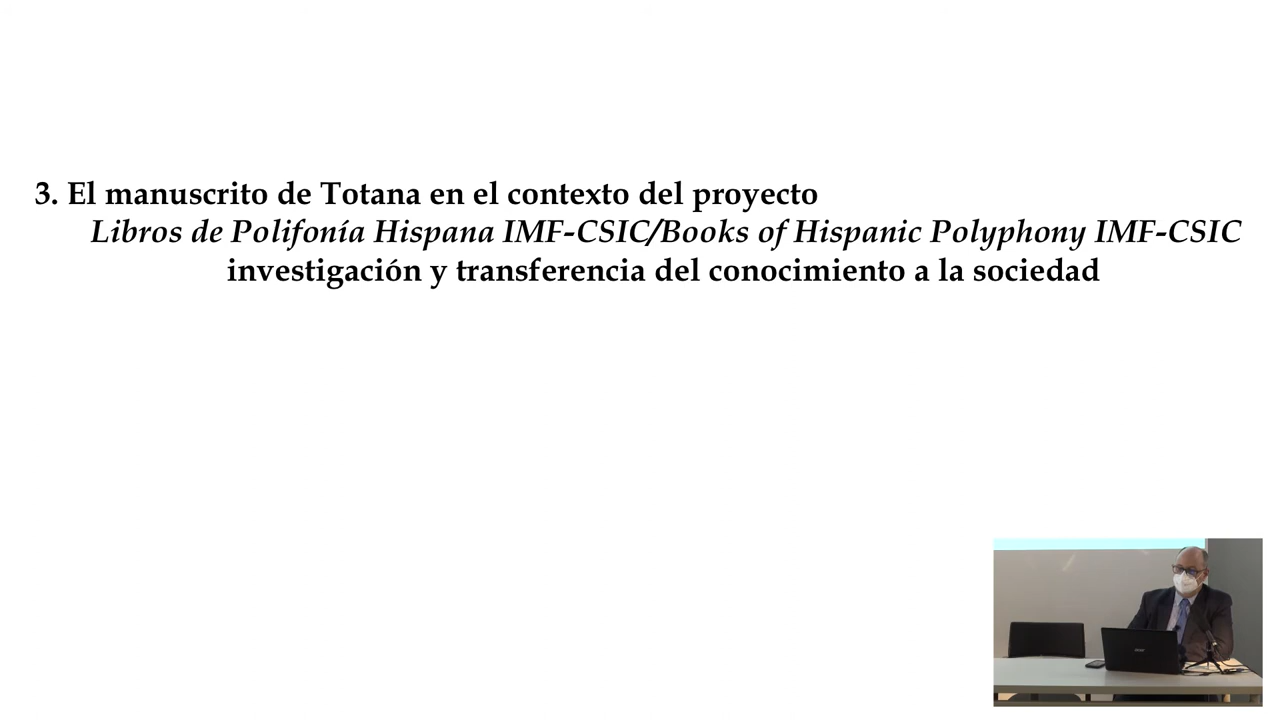 3. El manuscrito de Totana en el contexto del proyecto
Libros de Polifonía Hispana IMF-CSIC/Books of Hispanic Polyphony IMF-CSIC
investigación y transferencia del conocimiento a la sociedad